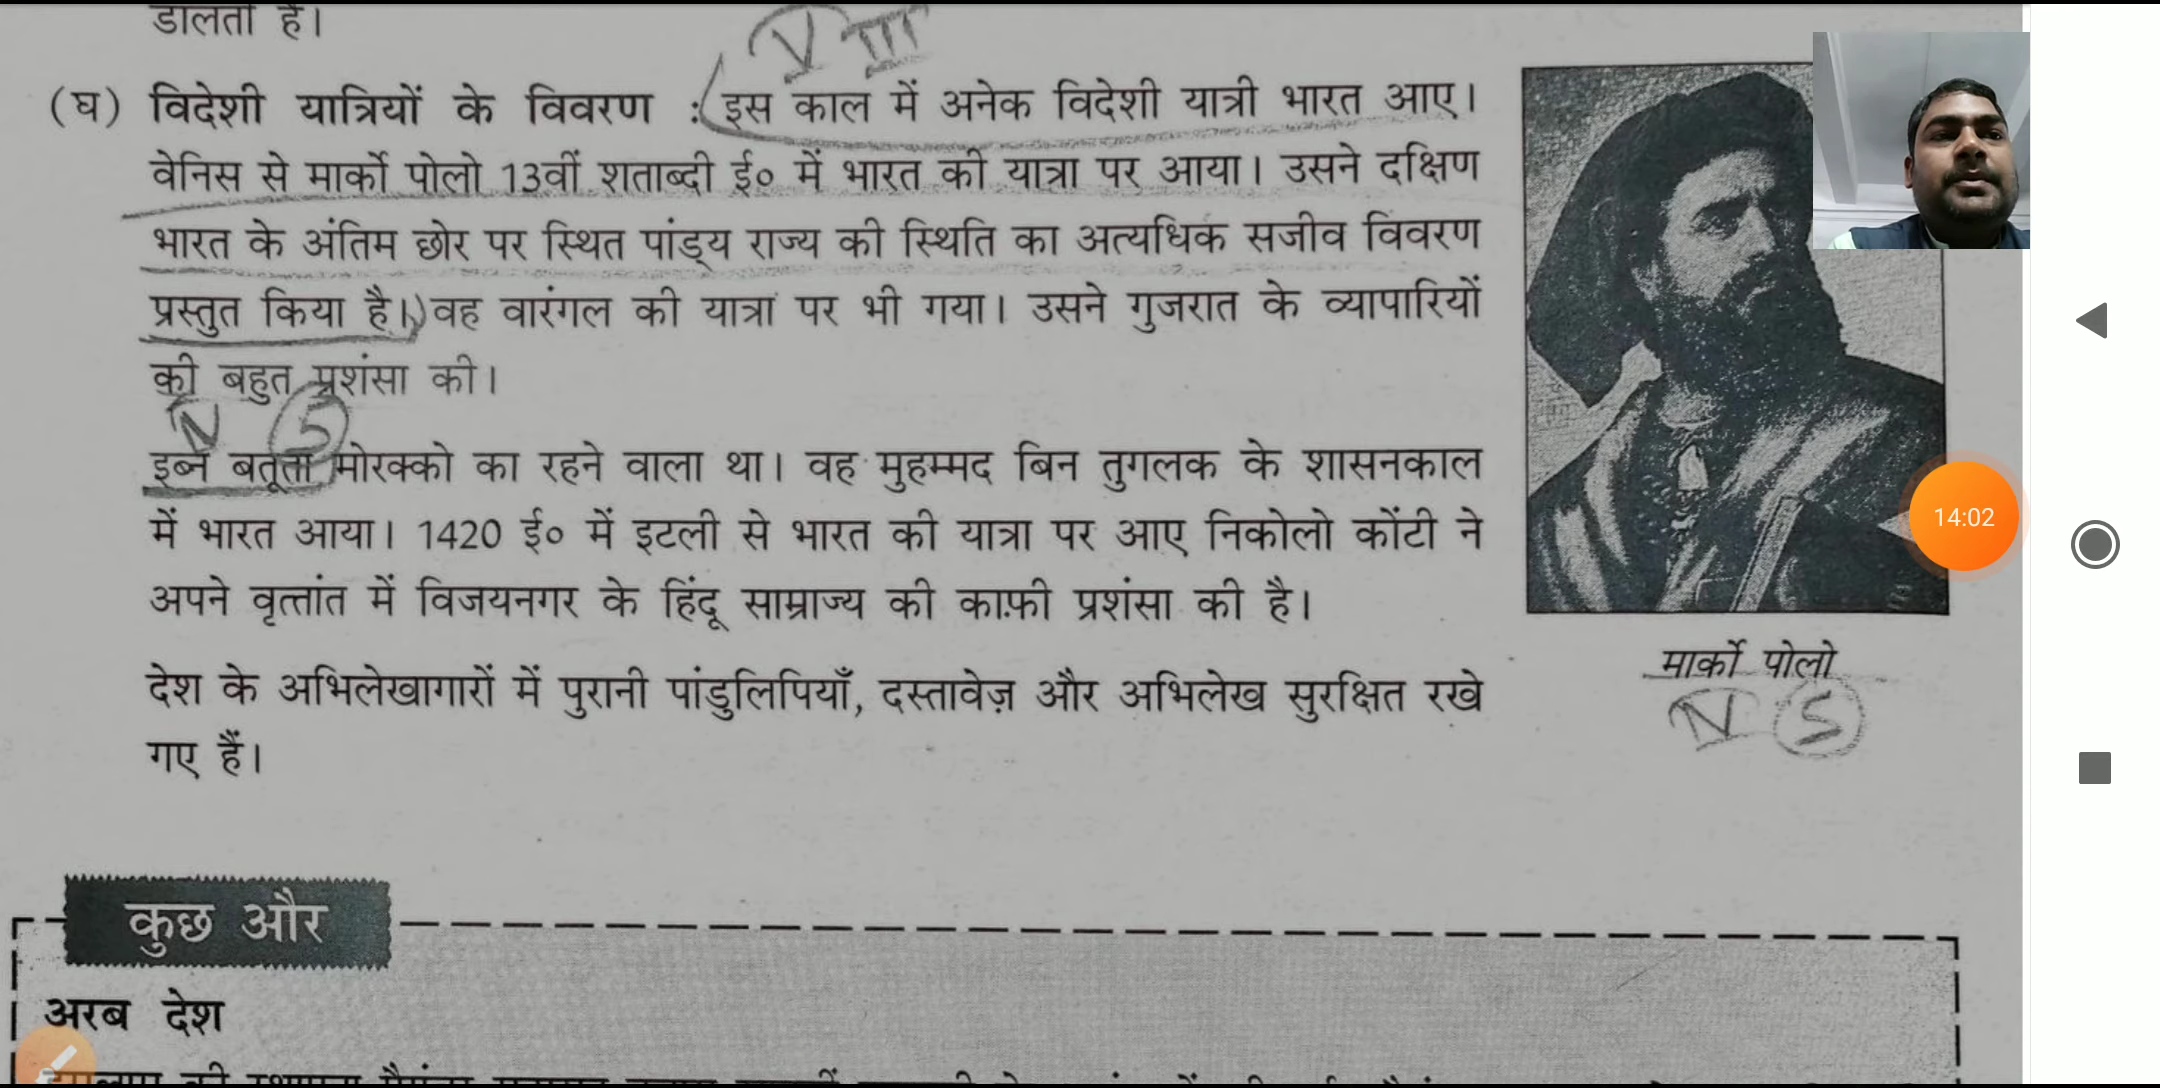 डालता है।
V III
(घ) विदेशी यात्रियों के विवरण : इस काल में अनेक विदेशी यात्री भारत आए।
वेनिस से मार्को पोलो 13वीं शताब्दी ई० में भारत की यात्रा पर आया। उसने दक्षिण
भारत के अंतिम छोर पर स्थित पांड्य राज्य की स्थिति का अत्यधिक सजीव विवरण
प्रस्तुत किया है। वह वारंगल की यात्रा पर भी गया। उसने गुजरात के व्यापारियों
की बहुत प्रशंसा की।
N 5
इब्न बतूता मोरक्को का रहने वाला था। वह मुहम्मद बिन तुगलक के शासनकाल
में भारत आया। 1420 ई० में इटली से भारत की यात्रा पर आए निकोलो कोंटी ने
अपने वृत्तांत में विजयनगर के हिंदू साम्राज्य की काफ़ी प्रशंसा की है।
देश के अभिलेखागारों में पुरानी पांडुलिपियाँ, दस्तावेज़ और अभिलेख सुरक्षित रखे
गए हैं।
मार्को पोलो
N 5
14:02
कुछ और
अरब देश